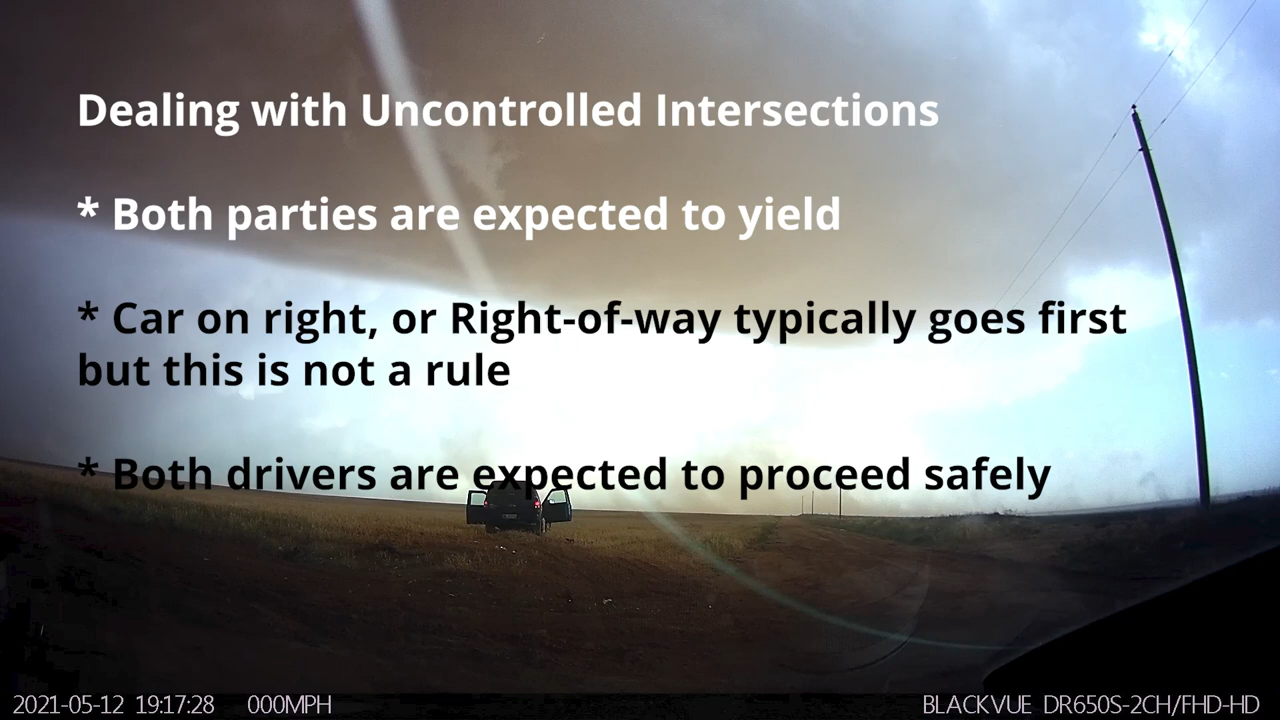 Dealing with Uncontrolled Intersections
* Both parties are expected to yield
* Car on right, or Right-of-way typically goes first
but this is not a rule
* Both drivers are expected to proceed safely
2021-05-12 19:17:28 000MPH
BLACKVUE DR650S-2CH/FHD-HD